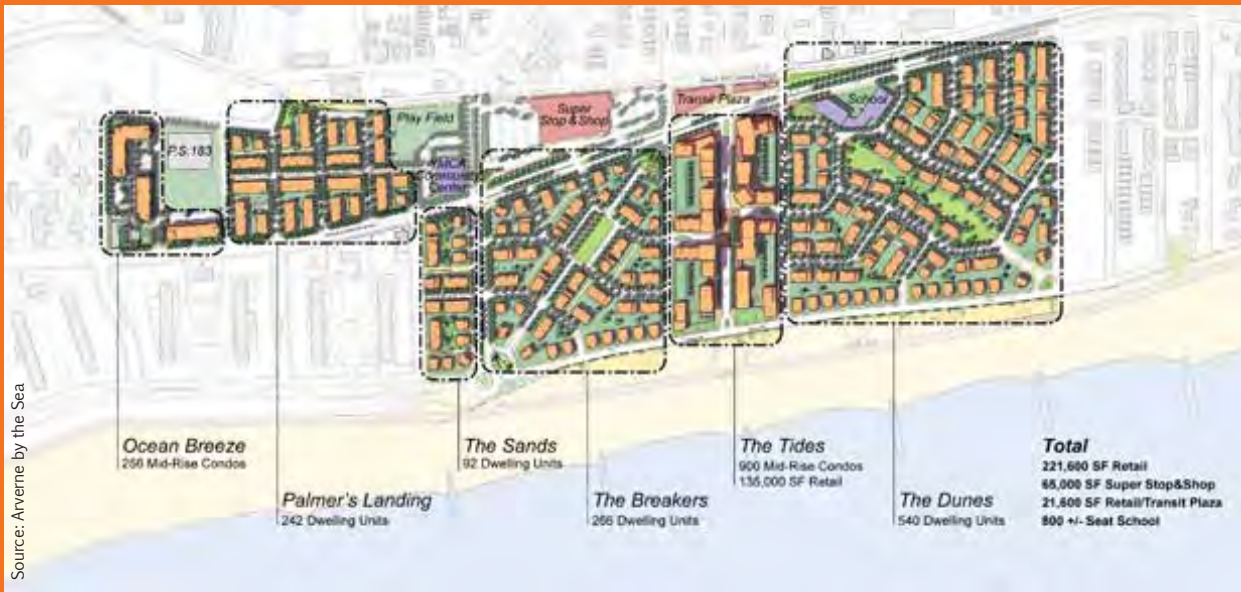 P.S.183
Play Field
YMCA
Community
Center
Super
Stop & Shop
Transit Plaza
School
Ocean Breeze
256 Mid-Rise Condos
Palmer's Landing
242 Dwelling Units
The Sands
92 Dwelling Units
The Breakers
266 Dwelling Units
The Tides
900 Mid-Rise Condos
135,000 SF Retail
The Dunes
540 Dwelling Units
Total
221,600 SF Retail
65,000 SF Super Stop&Shop
21,600 SF Retail/Transit Plaza
800 +/- Seat School
Source: Arverne by the Sea